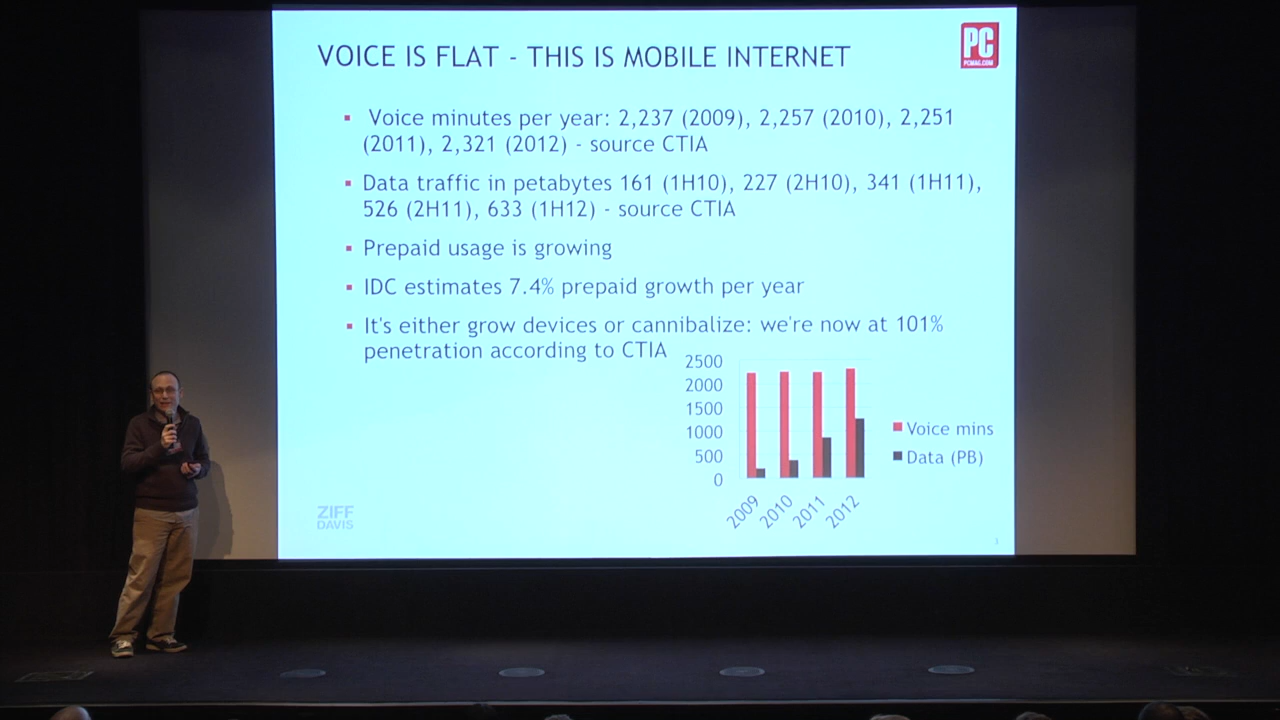 VOICE IS FLAT - THIS IS MOBILE INTERNET
PC
PCMAG.COM
▪ Voice minutes per year: 2,237 (2009), 2,257 (2010), 2,251
(2011), 2,321 (2012) - source CTIA
▪ Data traffic in petabytes 161 (1H10), 227 (2H10), 341 (1H11),
526 (2H11), 633 (1H12) - source CTIA
▪ Prepaid usage is growing
▪ IDC estimates 7.4% prepaid growth per year
▪ It's either grow devices or cannibalize: we're now at 101%
penetration according to CTIA
2500
2000
1500
1000
500
0
2009
2010
2011
2012
Voice mins
Data (PB)
ZIFF
DAVIS
3